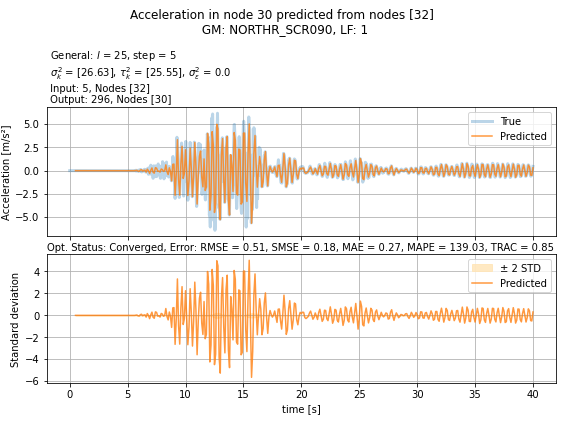 Acceleration in node 30 predicted from nodes [32]
GM: NORTHR_SCR090, LF: 1
General: l = 25, step = 5
σ²ₖ = [26.63], τ²ₖ = [25.55], σ²ε = 0.0
Input: 5, Nodes [32]
Output: 296, Nodes [30]
Acceleration [m/s²]
5.0
2.5
0.0
−2.5
−5.0
True
Predicted
Opt. Status: Converged, Error: RMSE = 0.51, SMSE = 0.18, MAE = 0.27, MAPE = 139.03, TRAC = 0.85
Standard deviation
4
2
0
−2
−4
−6
± 2 STD
Predicted
0 5 10 15 20 25 30 35 40
time [s]